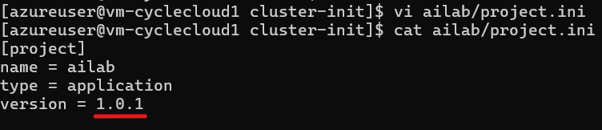 [azureuser@vm-cyclecloud1 cluster-init]$ vi ailab/project.ini
[azureuser@vm-cyclecloud1 cluster-init]$ cat ailab/project.ini
[project]
name = ailab
type = application
version = 1.0.1